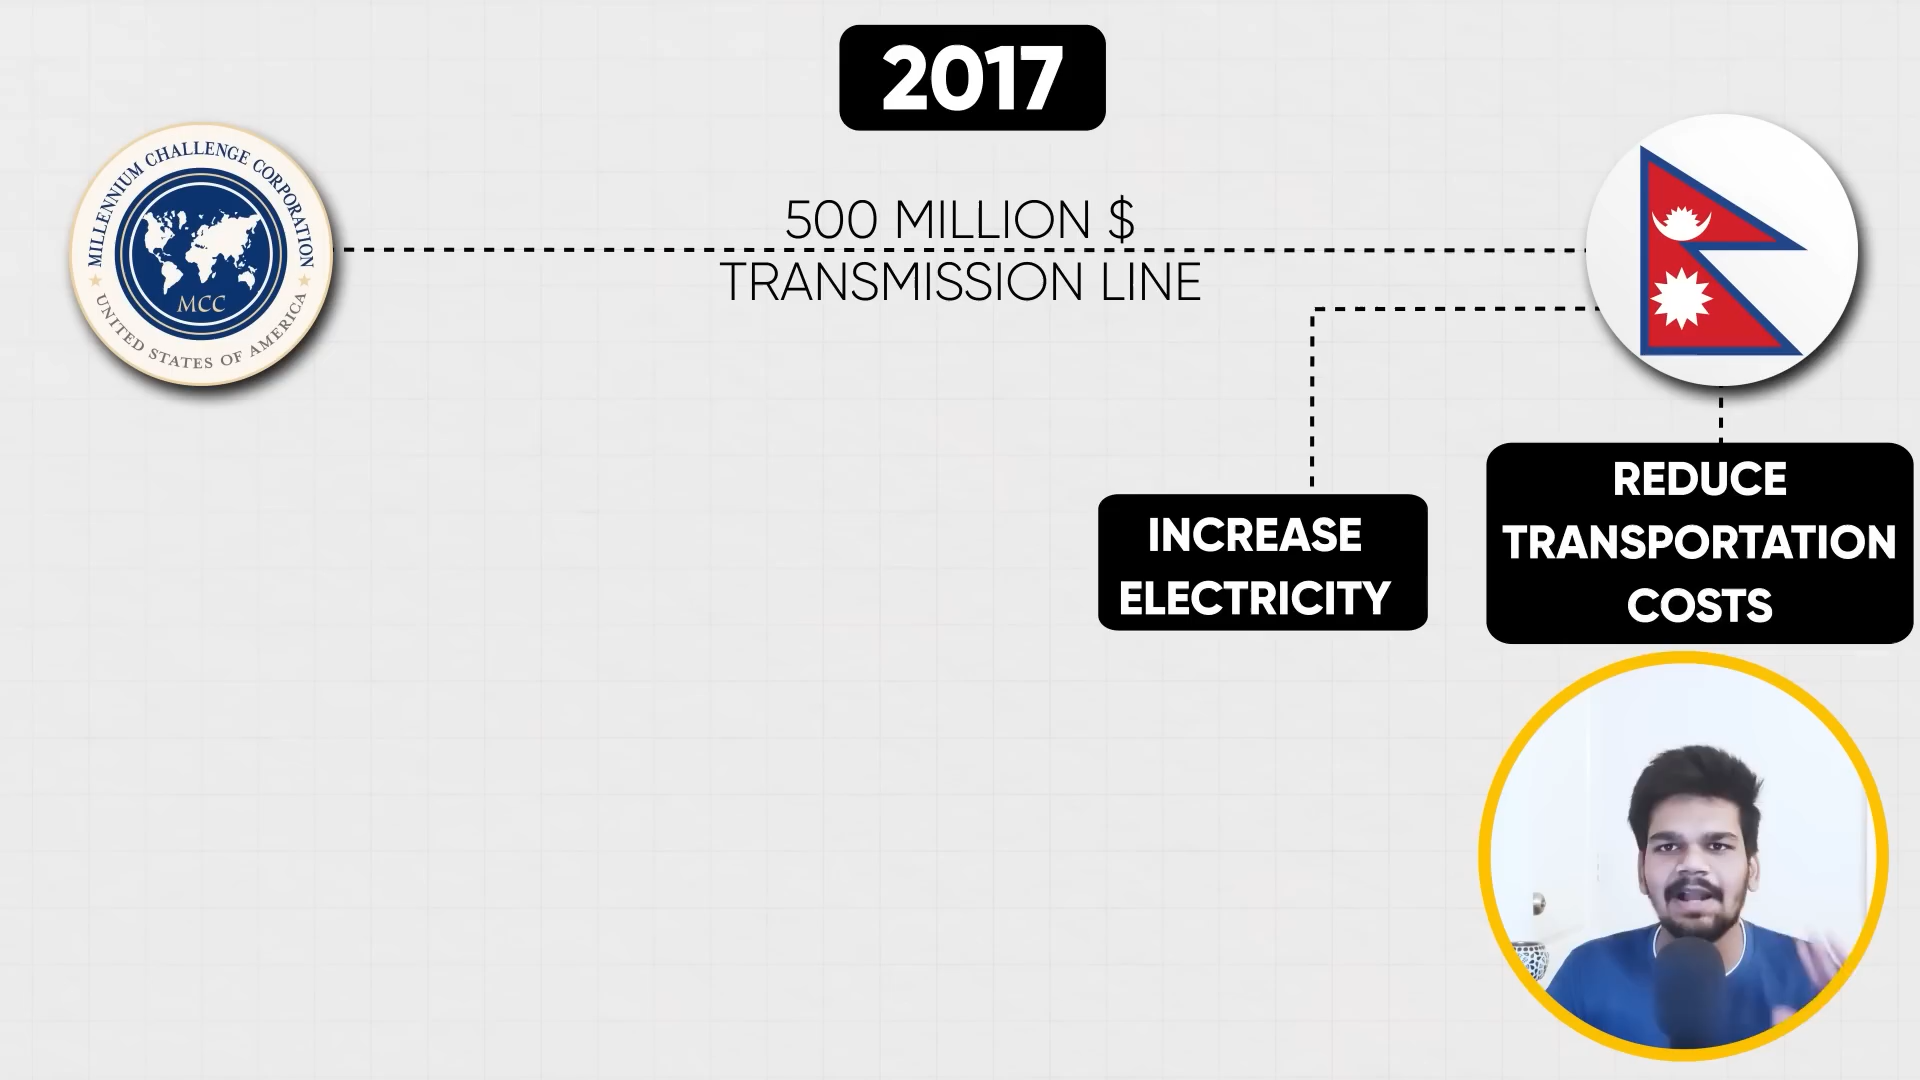 2017
MILLENNIUM CHALLENGE CORPORATION
MCC
UNITED STATES OF AMERICA
500 MILLION $
TRANSMISSION LINE
INCREASE
ELECTRICITY
REDUCE
TRANSPORTATION
COSTS